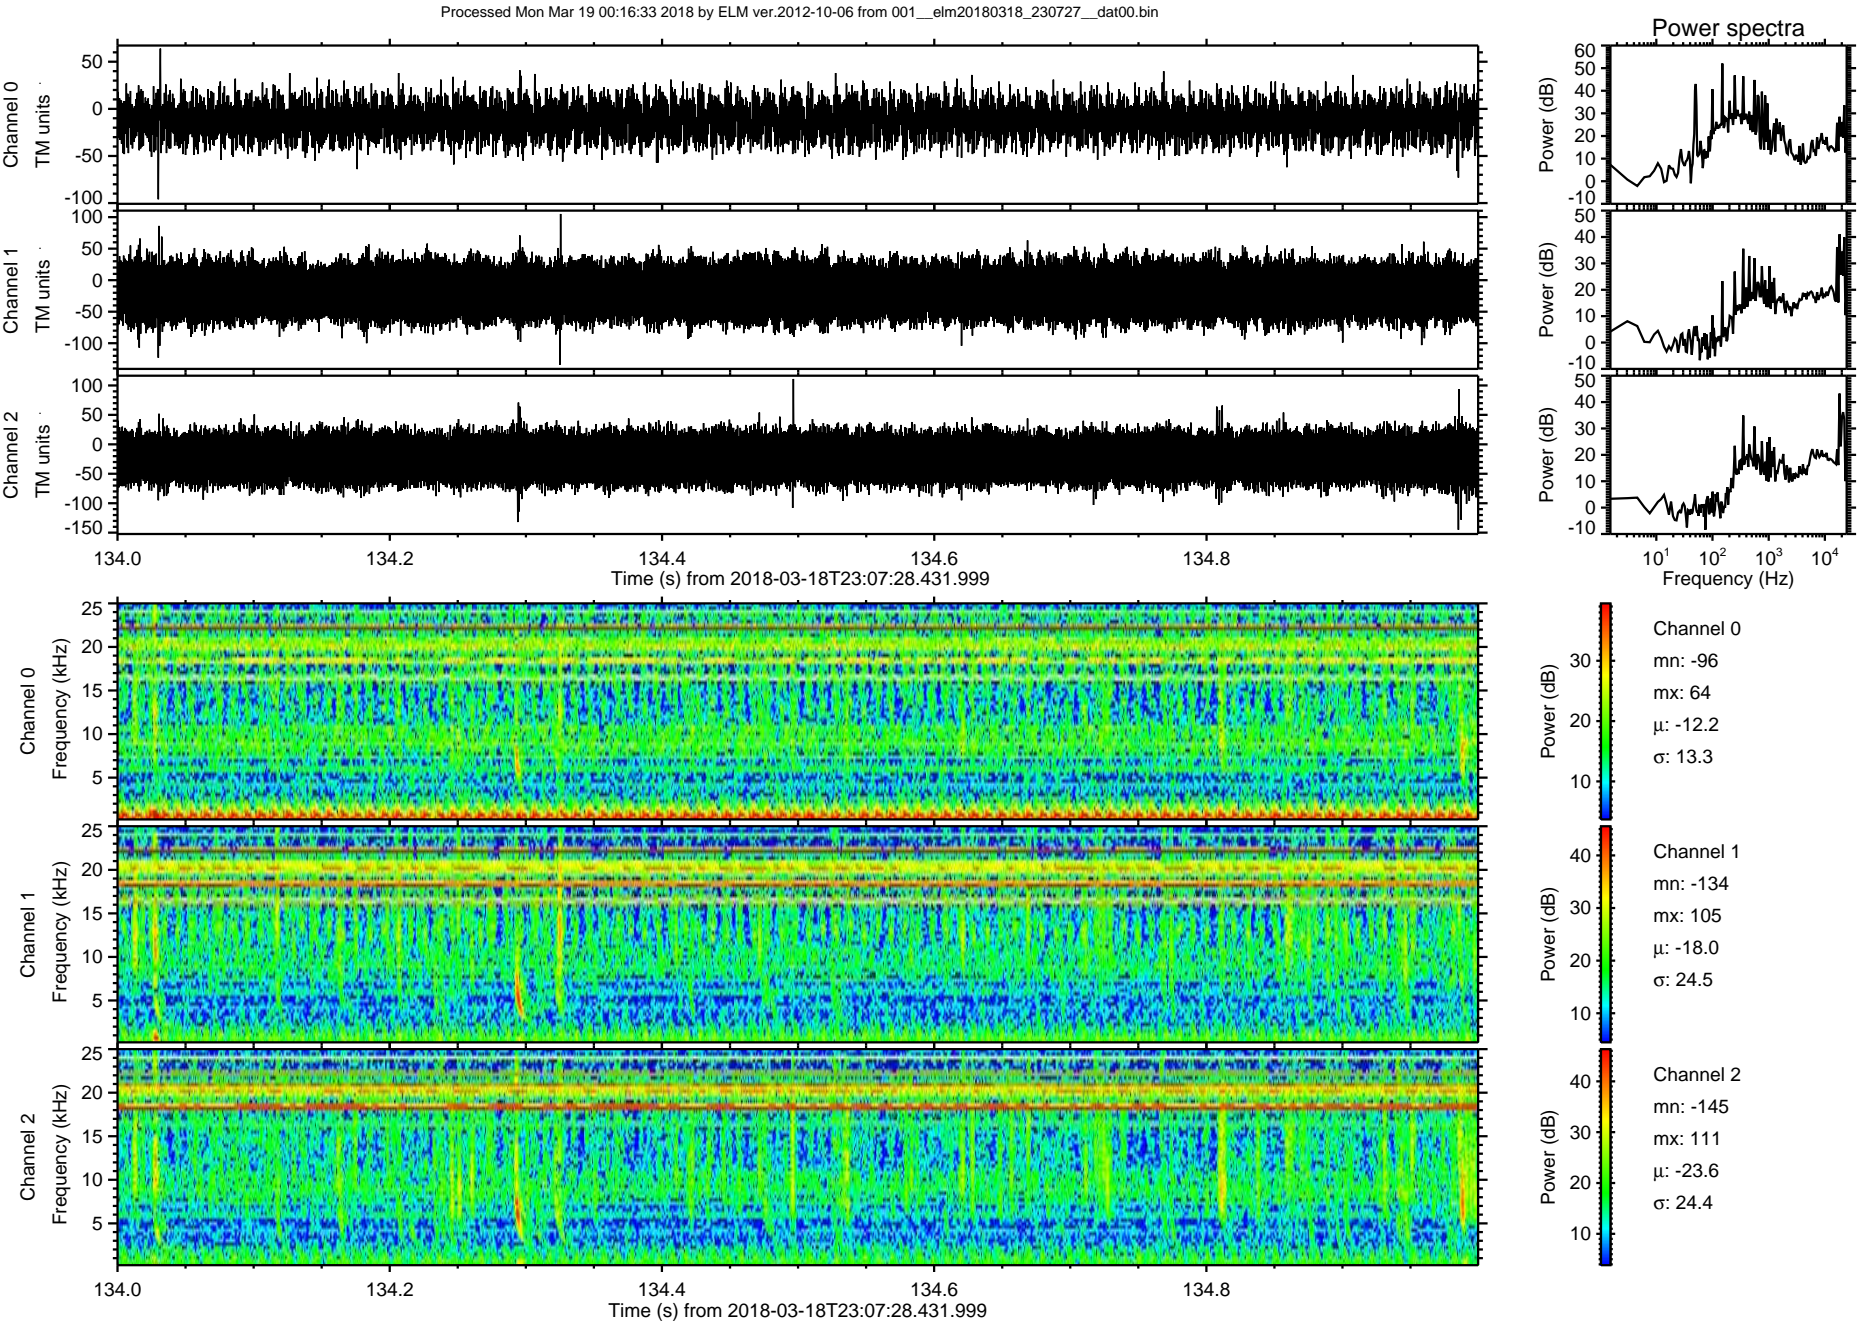 Processed Mon Mar 19 00:16:33 2018 by ELM ver.2012-10-06 from 001__elm20180318_230727__dat00.bin
Power spectra
Channel 0
TM units
50
0
-50
-100
Power (dB)
60
50
40
30
20
10
0
-10
Channel 1
TM units
100
50
0
-50
-100
Power (dB)
50
40
30
20
10
0
-10
Channel 2
TM units
100
50
0
-50
-100
-150
Power (dB)
50
40
30
20
10
0
-10
134.0 134.2 134.4 134.6 134.8
Time (s) from 2018-03-18T23:07:28.431.999
10¹ 10² 10³ 10⁴
Frequency (Hz)
Channel 0
Frequency (kHz)
25
20
15
10
5
Power (dB)
30
20
10
Channel 0
mn: -96
mx: 64
μ: -12.2
σ: 13.3
Channel 1
Frequency (kHz)
25
20
15
10
5
Power (dB)
40
30
20
10
Channel 1
mn: -134
mx: 105
μ: -18.0
σ: 24.5
Channel 2
Frequency (kHz)
25
20
15
10
5
Power (dB)
40
30
20
10
Channel 2
mn: -145
mx: 111
μ: -23.6
σ: 24.4
134.0 134.2 134.4 134.6 134.8
Time (s) from 2018-03-18T23:07:28.431.999